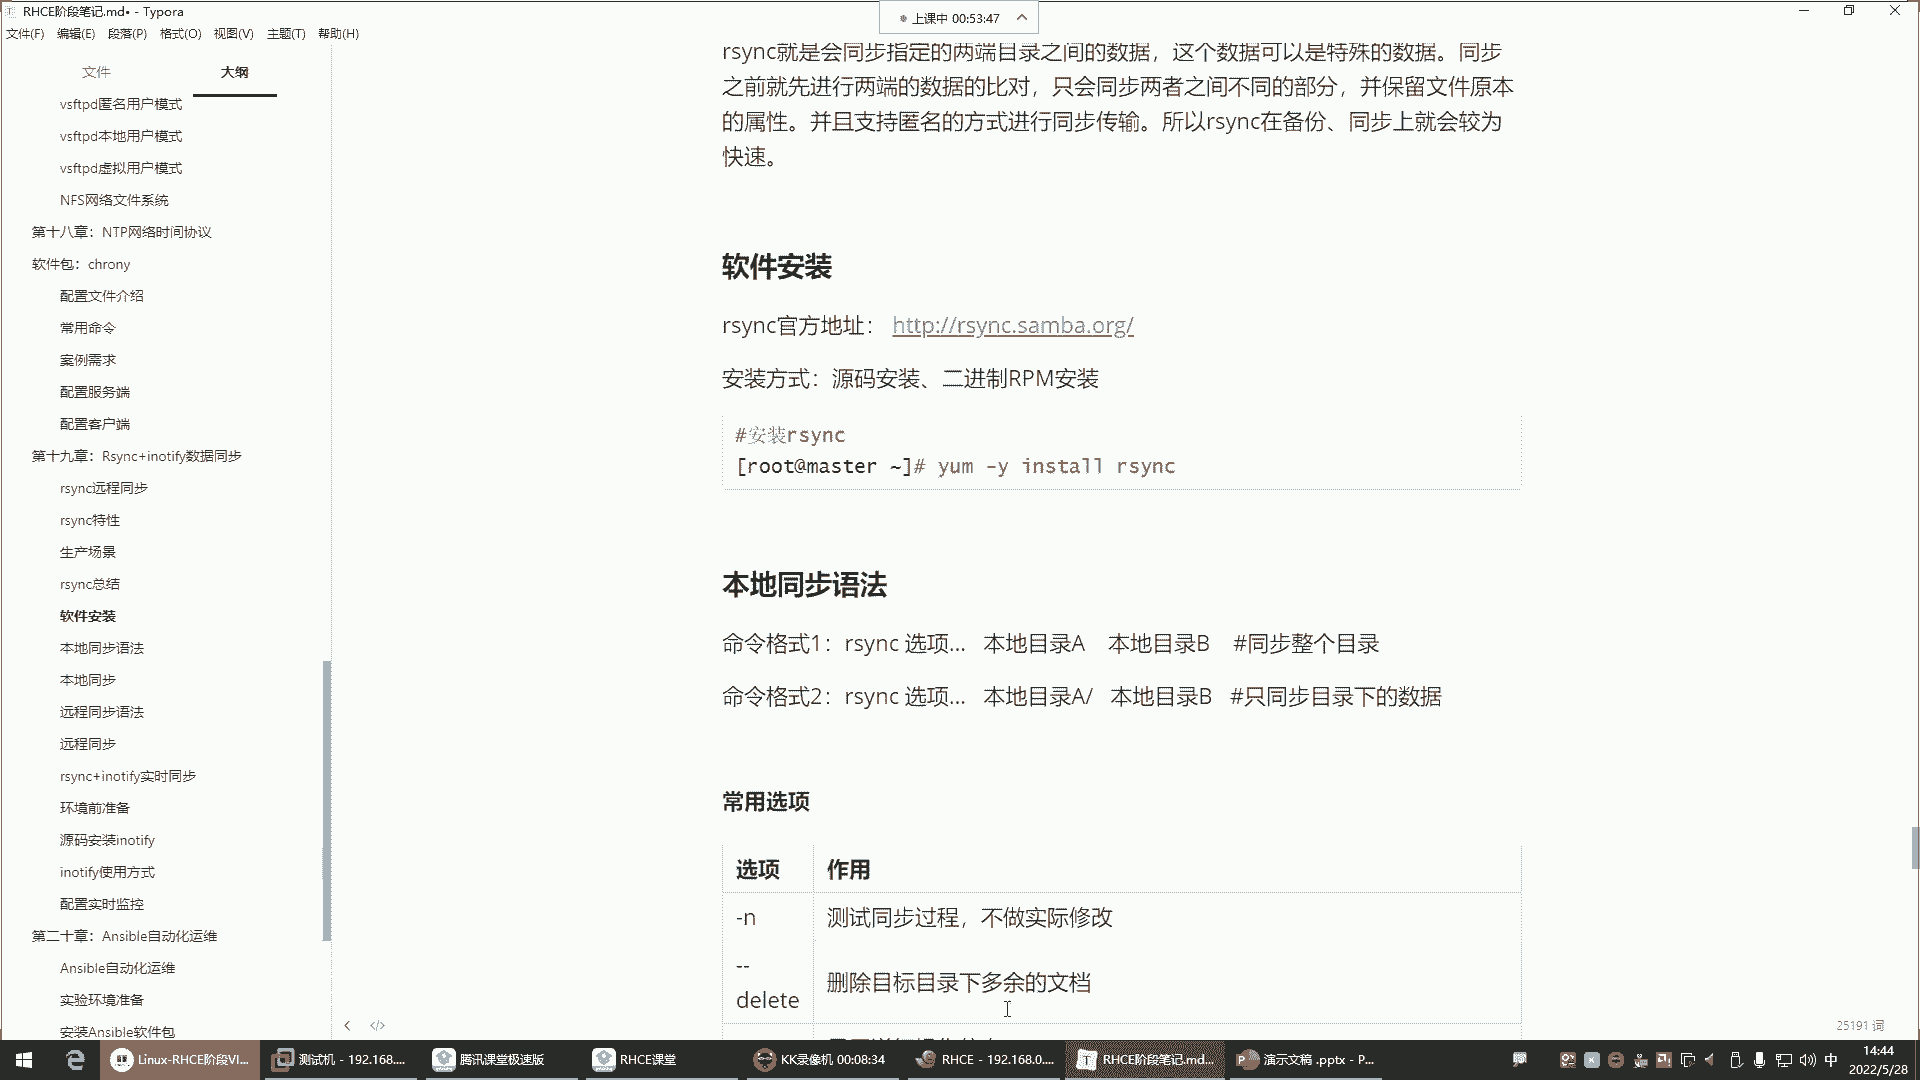 RHCE阶段笔记.md• - Typora
上课中 00:53:47
文件(F) 编辑(E) 段落(P) 格式(O) 视图(V) 主题(T) 帮助(H)
文件 大纲
vsftpd匿名用户模式
vsftpd本地用户模式
vsftpd虚拟用户模式
NFS网络文件系统
第十八章：NTP网络时间协议
软件包：chrony
配置文件介绍
常用命令
案例需求
配置服务端
配置客户端
第十九章：Rsync+inotify数据同步
rsync远程同步
rsync特性
生产场景
rsync总结
软件安装
本地同步语法
本地同步
远程同步语法
远程同步
rsync+inotify实时同步
环境前准备
源码安装inotify
inotify使用方式
配置实时监控
第二十章：Ansible自动化运维
Ansible自动化运维
实验环境准备
安装Ansible软件包
rsync就是会同步指定的两端目录之间的数据，这个数据可以是特殊的数据。同步
之前就先进行两端的数据的比对，只会同步两者之间不同的部分，并保留文件原本
的属性。并且支持匿名的方式进行同步传输。所以rsync在备份、同步上就会较为
快速。
软件安装
rsync官方地址： http://rsync.samba.org/
安装方式：源码安装、二进制RPM安装
#安装rsync
[root@master ~]# yum -y install rsync
本地同步语法
命令格式1：rsync 选项... 本地目录A 本地目录B #同步整个目录
命令格式2：rsync 选项... 本地目录A/ 本地目录B #只同步目录下的数据
常用选项
选项 作用
-n 测试同步过程，不做实际修改
--
delete 删除目标目录下多余的文档
25191 词
Linux-RHCE阶段VI... 测试机 - 192.168.... 腾讯课堂极速版 RHCE课堂 KK录像机 00:08:34 RHCE - 192.168.0.... RHCE阶段笔记.md... 演示文稿 .pptx - P... 中 14:44
2022/5/28